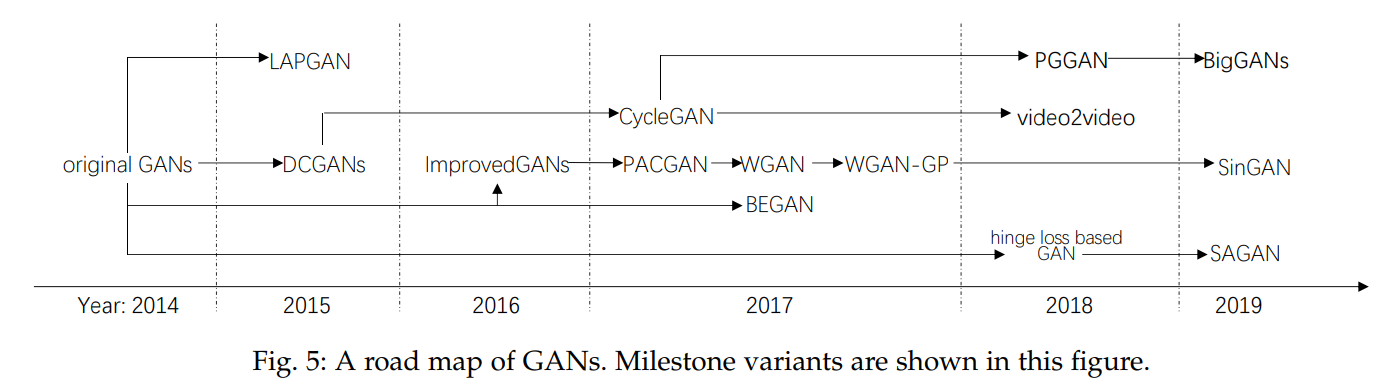 LAPGAN
PGGAN
BigGANs
CycleGAN
video2video
original GANs
DCGANs
ImprovedGANs
PACGAN
WGAN
WGAN-GP
SinGAN
BEGAN
hinge loss based
GAN
SAGAN
Year: 2014
2015
2016
2017
2018
2019
Fig. 5: A road map of GANs. Milestone variants are shown in this figure.